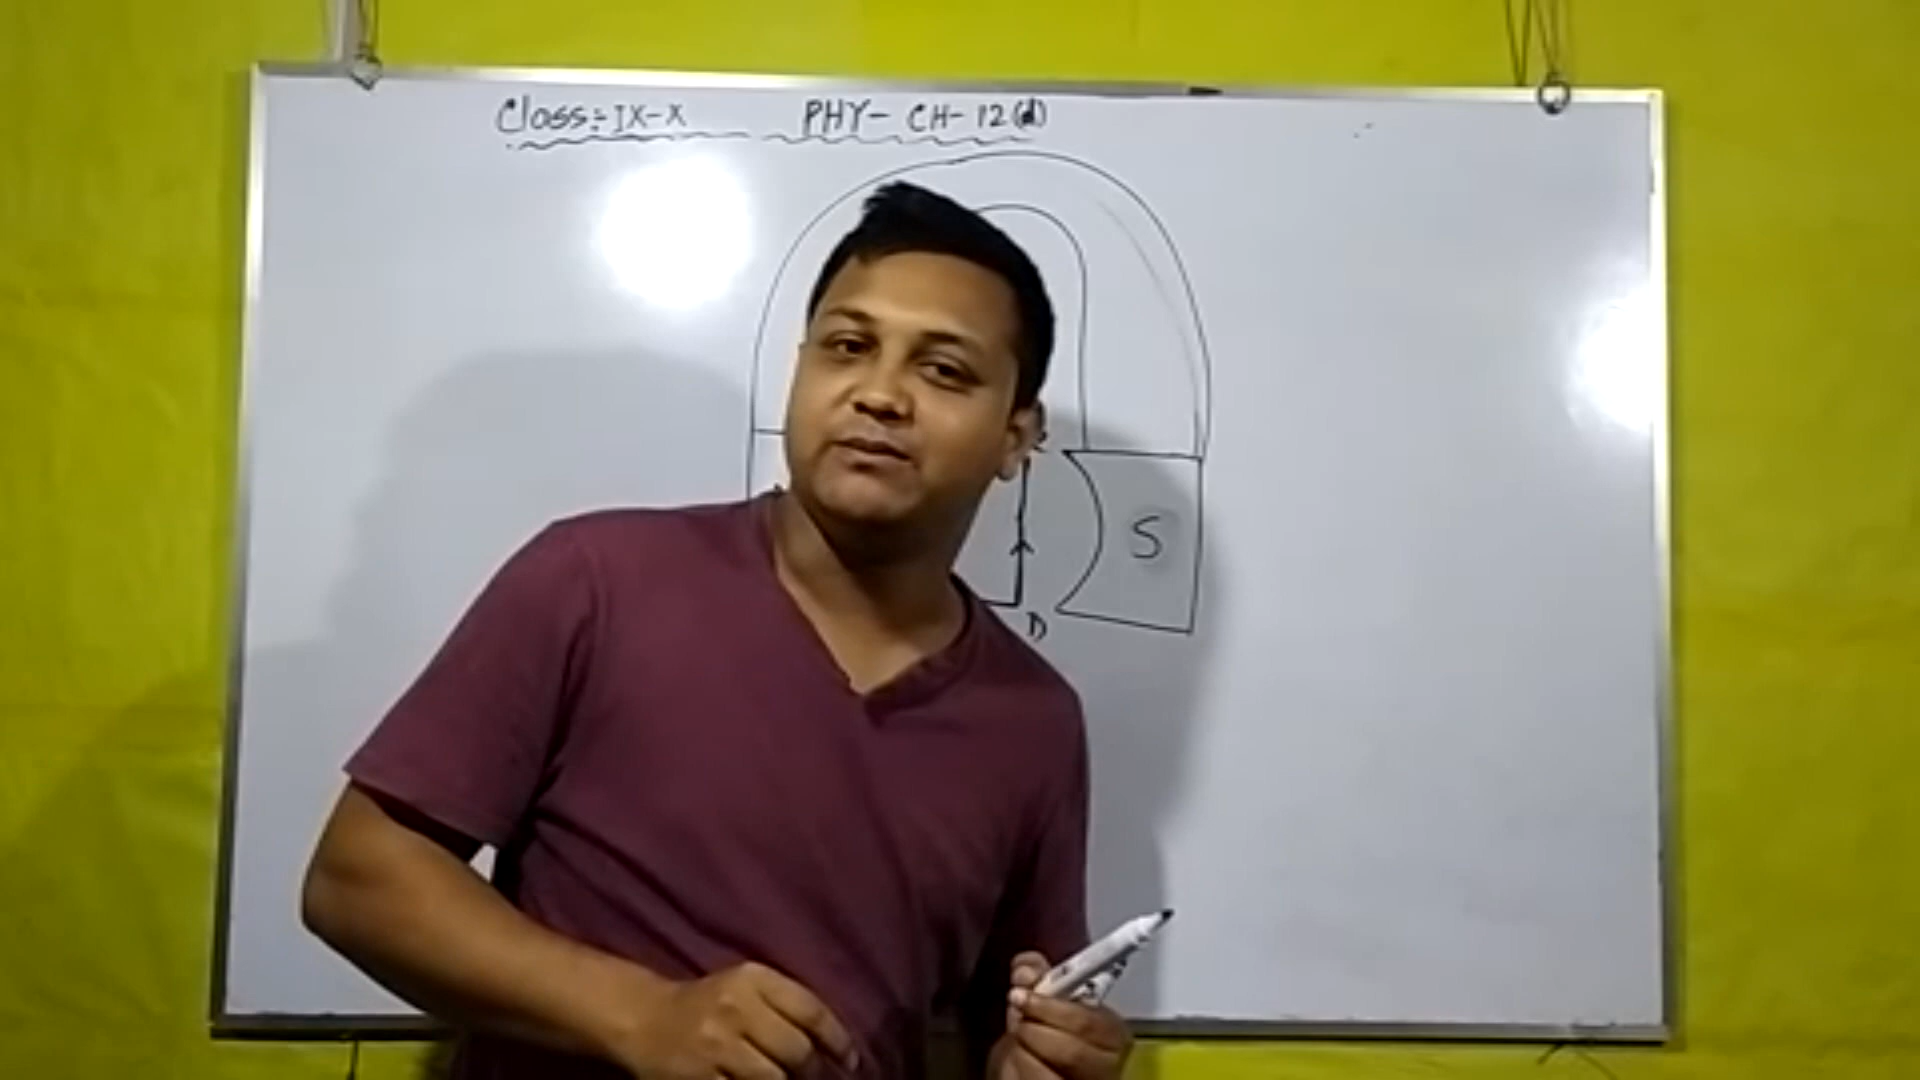 Class:- IX-X PHY- CH- 12(d)
S
D